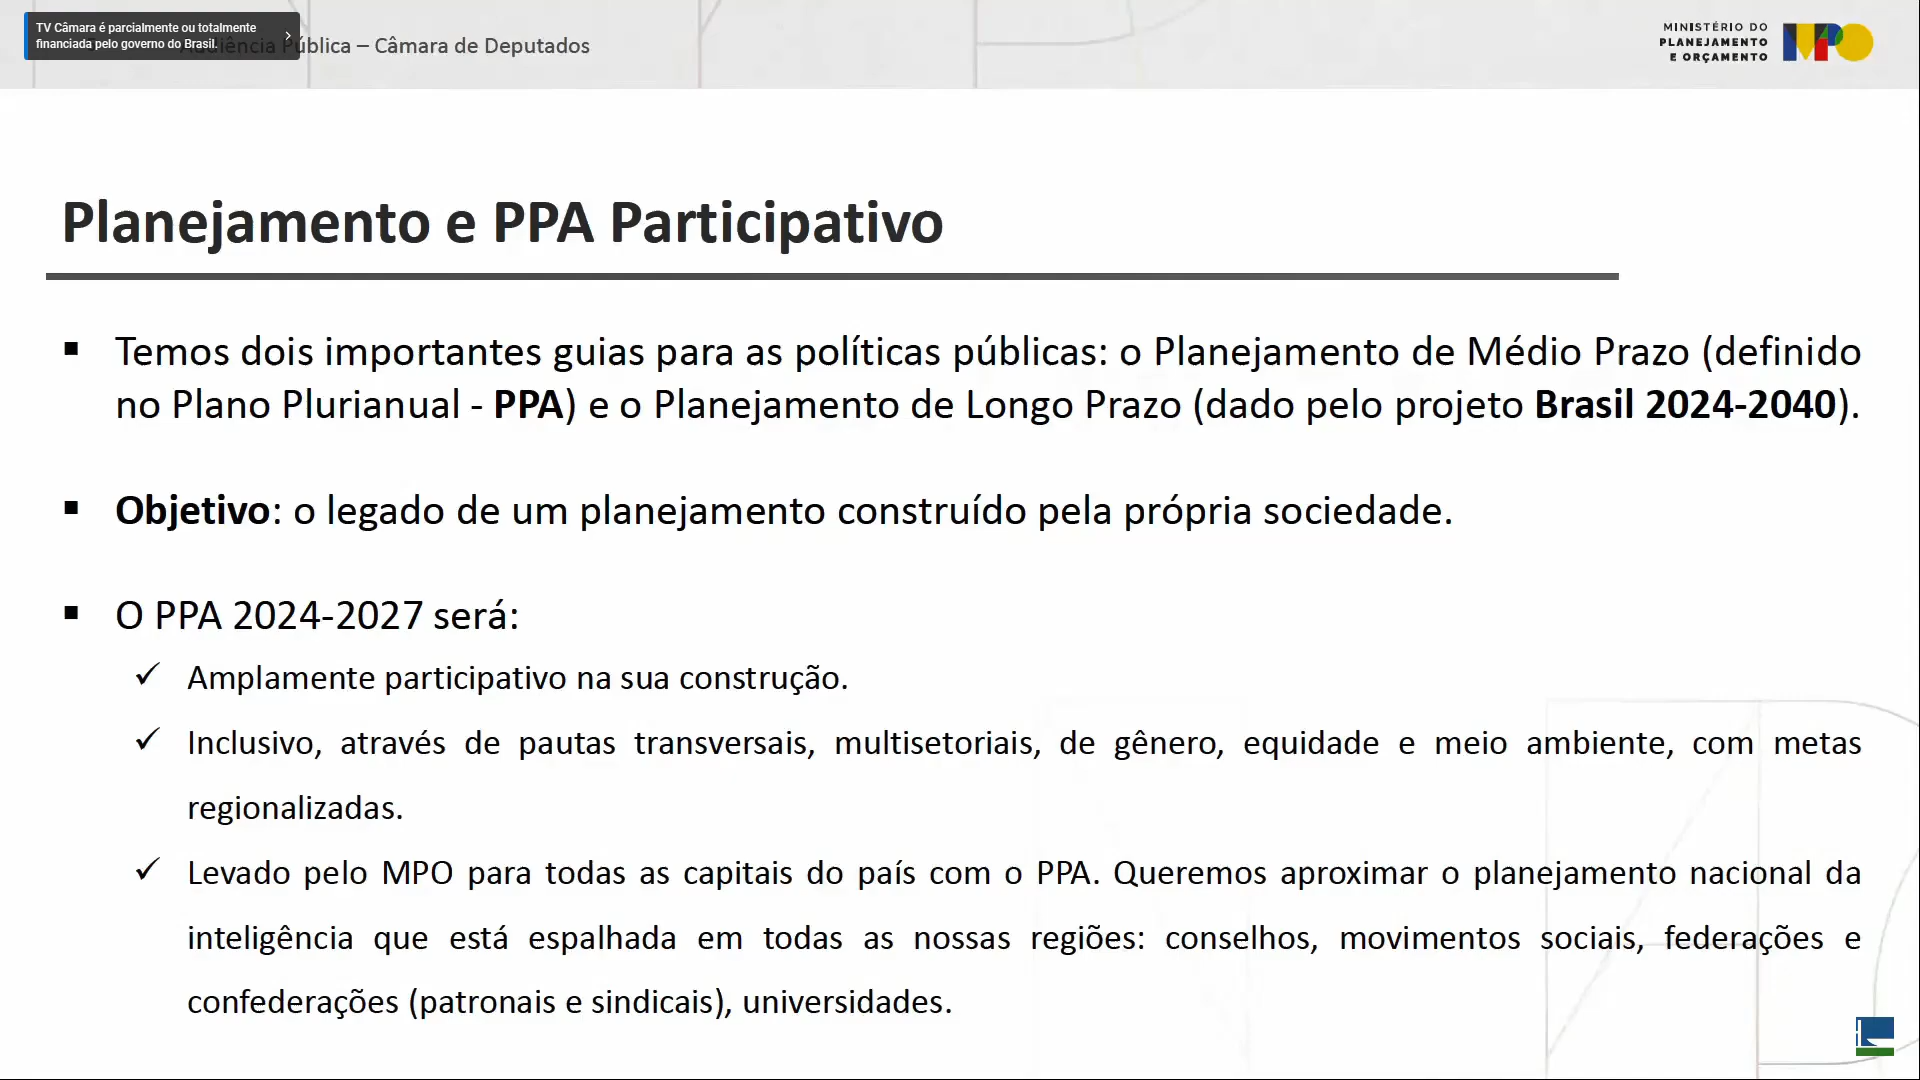 TV Câmara é parcialmente ou totalmente
financiada pelo governo do Brasil.
Audiência Pública – Câmara de Deputados
MINISTÉRIO DO
PLANEJAMENTO
E ORÇAMENTO
MPO
Planejamento e PPA Participativo
▪ Temos dois importantes guias para as políticas públicas: o Planejamento de Médio Prazo (definido
no Plano Plurianual - PPA) e o Planejamento de Longo Prazo (dado pelo projeto Brasil 2024-2040).
▪ Objetivo: o legado de um planejamento construído pela própria sociedade.
▪ O PPA 2024-2027 será:
✓ Amplamente participativo na sua construção.
✓ Inclusivo, através de pautas transversais, multisetoriais, de gênero, equidade e meio ambiente, com metas
regionalizadas.
✓ Levado pelo MPO para todas as capitais do país com o PPA. Queremos aproximar o planejamento nacional da
inteligência que está espalhada em todas as nossas regiões: conselhos, movimentos sociais, federações e
confederações (patronais e sindicais), universidades.